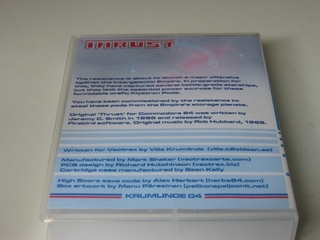 THRUST
The resistance is about to launch a major offensive
against the Intergalactic Empire. In preparation for
this, they have captured several battle-grade starships,
but they lack the essential power sources for these
formidable craft; Klystron Pods.
You have been commissioned by the resistance to
steal these pods from the Empire's storage planets.
Original "Thrust" for Commodore 64 was written by
Jeremy C. Smith in 1986 and released by
Firebird software. Original music by Rob Hubbard, 1986.
Written for Vectrex by Ville Krumlinde
Manufactured by Mark Shaker (vectrexcarts.com)
PCB design by Richard Hutchinson (vectrex.biz)
Cartridge case manufactured by Sean Kelly
High Score save code by Alex Herbert (herbs64.com)
Box artwork by Manu Pärssinen
KRUMLINDE 04